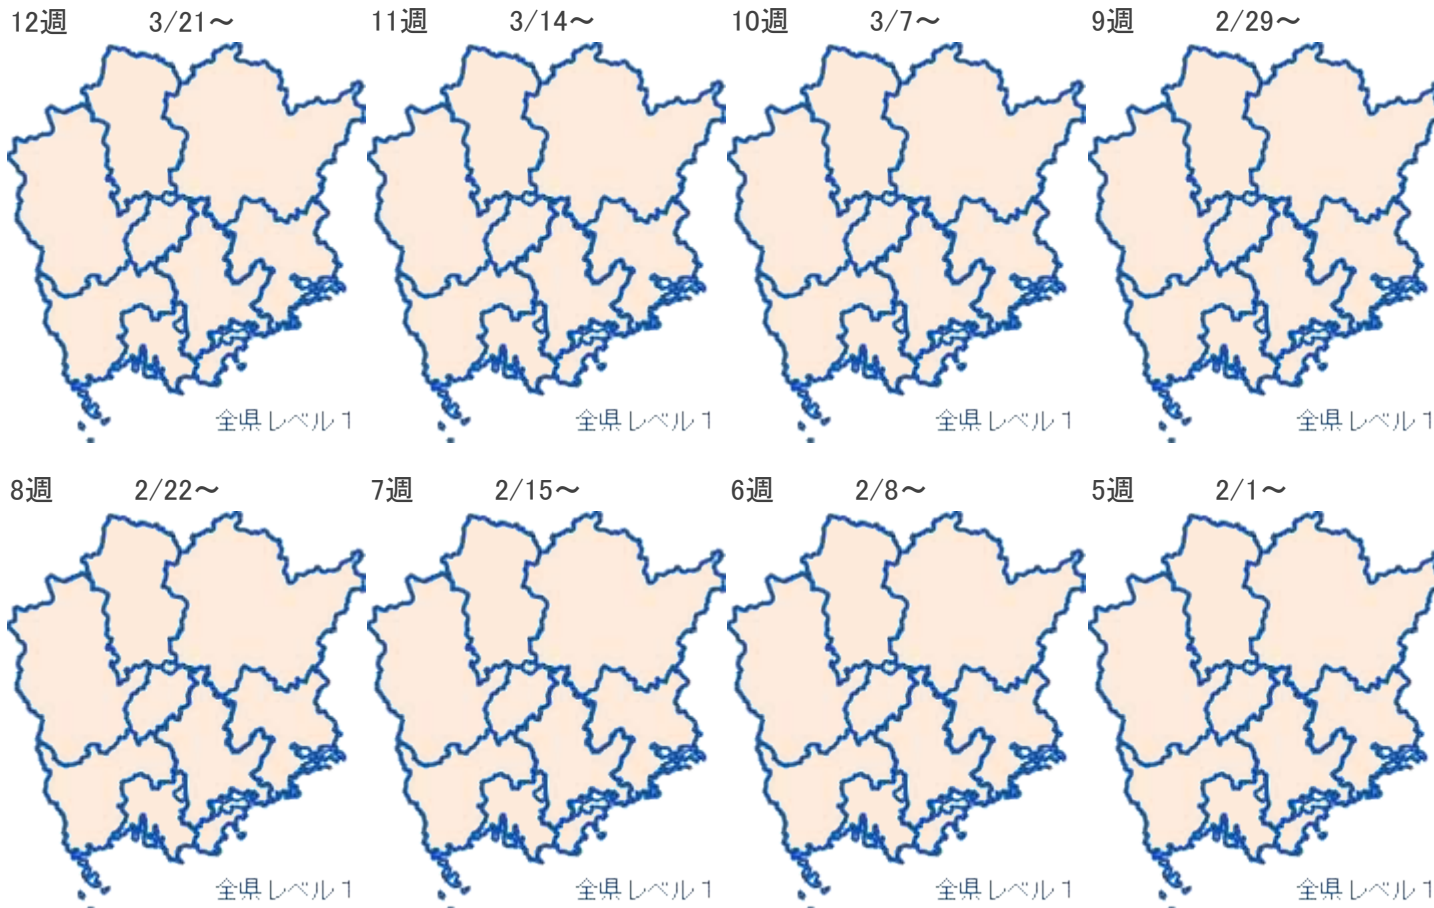 12週 3/21～
11週 3/14～
10週 3/7～
9週 2/29～
全県レベル1
全県レベル1
全県レベル1
全県レベル1
8週 2/22～
7週 2/15～
6週 2/8～
5週 2/1～
全県レベル1
全県レベル1
全県レベル1
全県レベル1